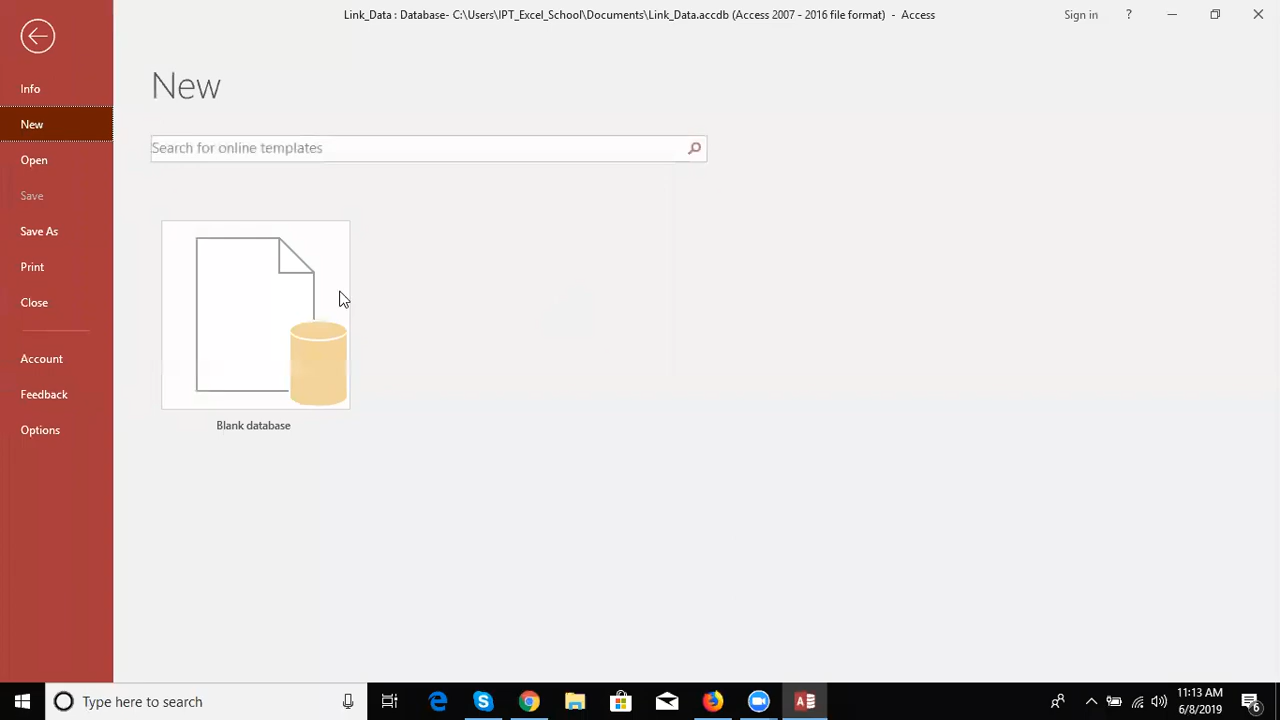 Link_Data : Database- C:\Users\IPT_Excel_School\Documents\Link_Data.accdb (Access 2007 - 2016 file format) - Access
Sign in
?
Info
New
New
Open
Search for online templates
Save
Save As
Print
Close
Account
Feedback
Options
Blank database
Type here to search
11:13 AM
6/8/2019
6